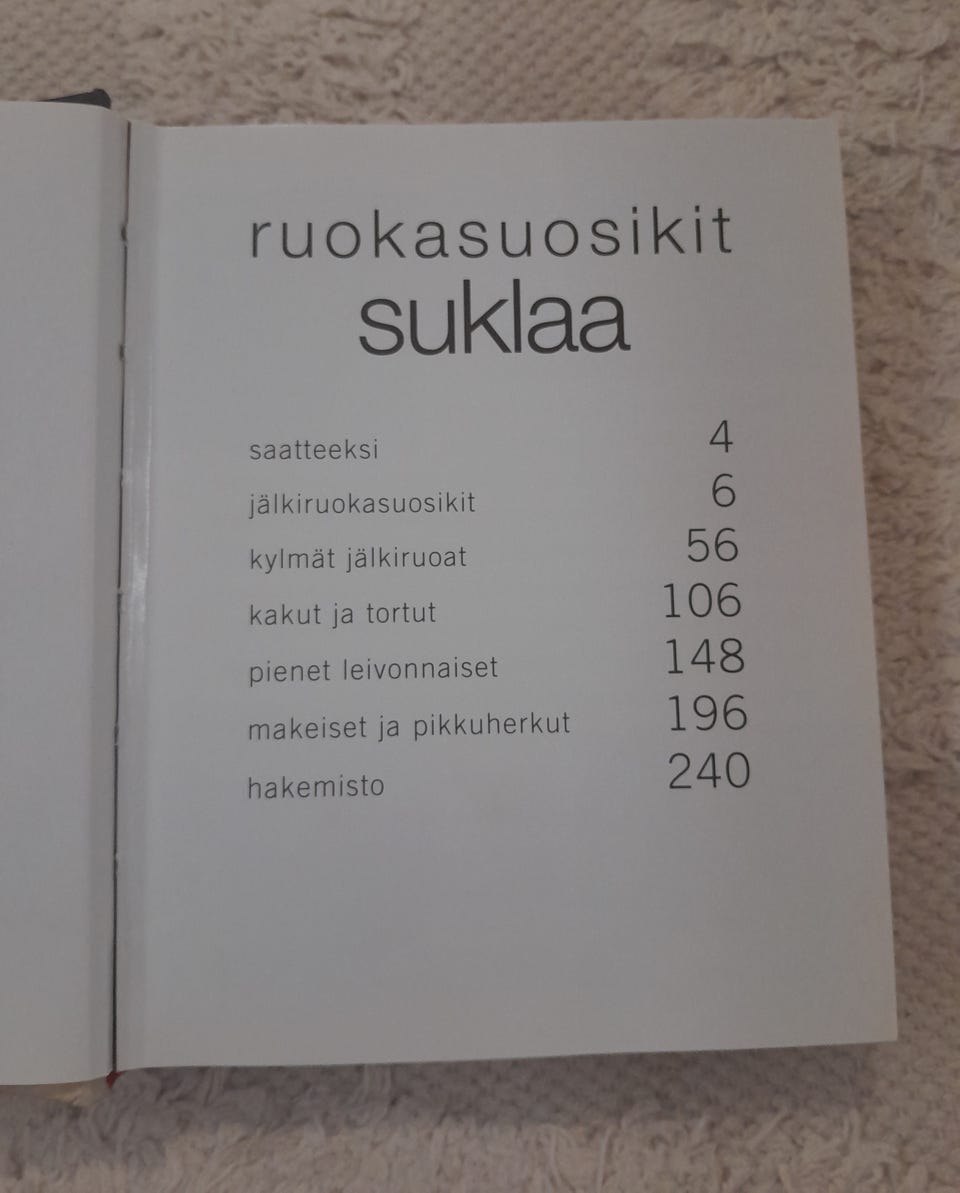 ruokasuosikit
suklaa
saatteeksi 4
jälkiruokasuosikit 6
kylmät jälkiruoat 56
kakut ja tortut 106
pienet leivonnaiset 148
makeiset ja pikkuherkut 196
hakemisto 240